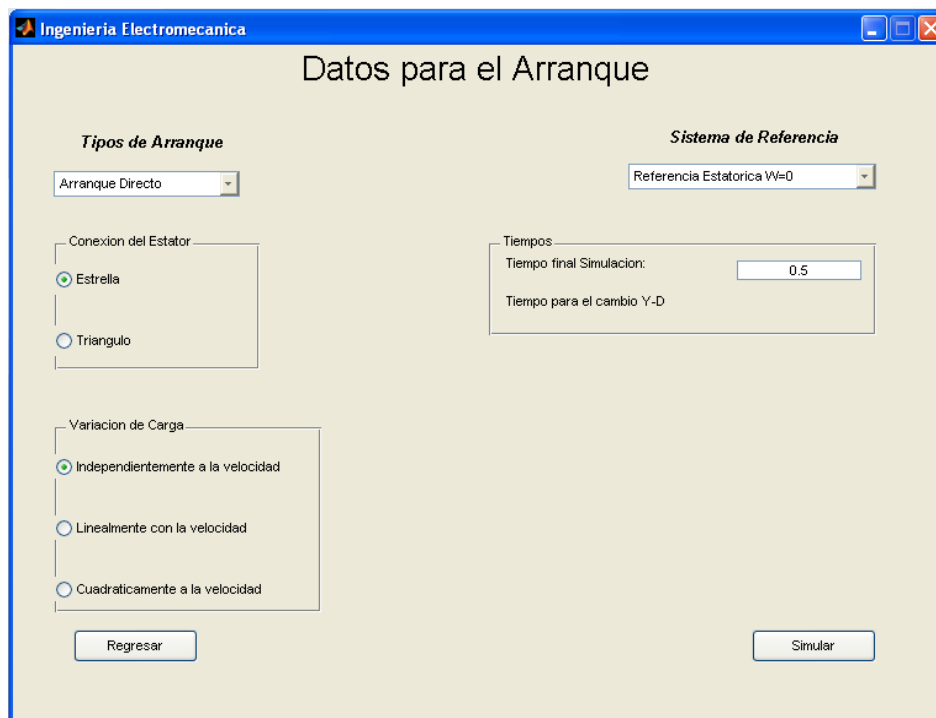 Ingenieria Electromecanica
Datos para el Arranque
Tipos de Arranque
Sistema de Referencia
Arranque Directo
Referencia Estatorica W=0
Conexion del Estator
Estrella
Triangulo
Tiempos
Tiempo final Simulacion:
0.5
Tiempo para el cambio Y-D
Variacion de Carga
Independientemente a la velocidad
Linealmente con la velocidad
Cuadraticamente a la velocidad
Regresar
Simular